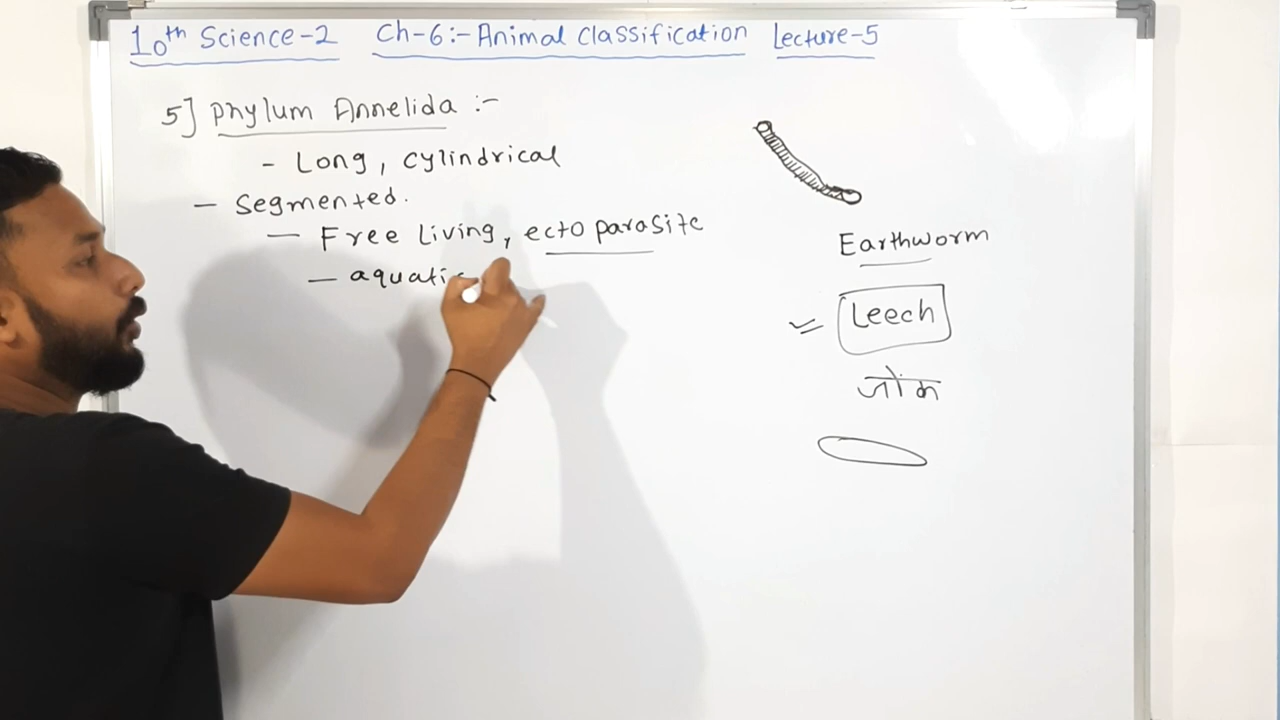 10th Science-2 Ch-6:- Animal Classification Lecture-5
5] Phylum Annelida :-
- Long, cylindrical
- Segmented.
- Free living, ecto parasite
- aquatic
Earthworm
Leech
जोक